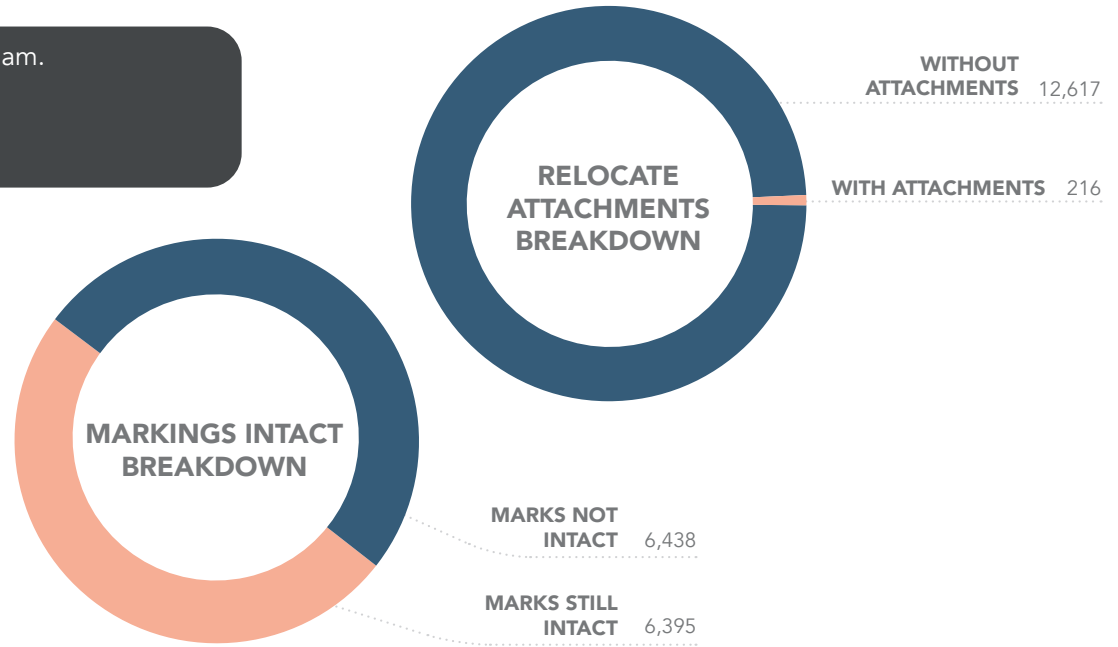 am.
WITHOUT
ATTACHMENTS 12,617
WITH ATTACHMENTS 216
RELOCATE
ATTACHMENTS
BREAKDOWN
MARKINGS INTACT
BREAKDOWN
MARKS NOT
INTACT 6,438
MARKS STILL
INTACT 6,395